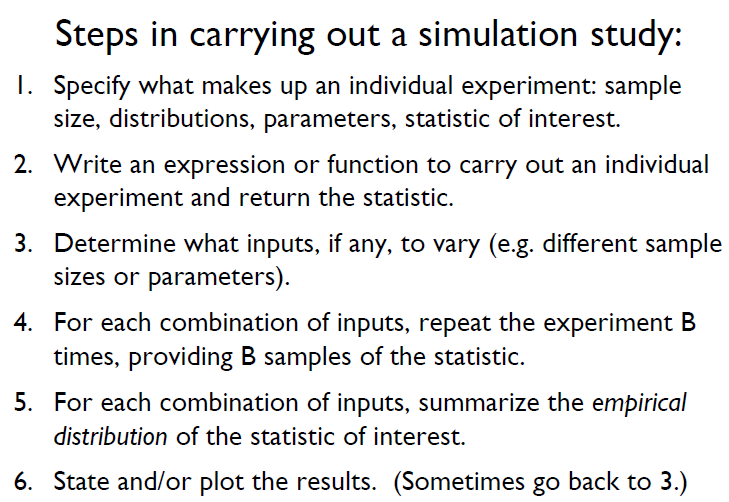 Steps in carrying out a simulation study:
1. Specify what makes up an individual experiment: sample
size, distributions, parameters, statistic of interest.
2. Write an expression or function to carry out an individual
experiment and return the statistic.
3. Determine what inputs, if any, to vary (e.g. different sample
sizes or parameters).
4. For each combination of inputs, repeat the experiment B
times, providing B samples of the statistic.
5. For each combination of inputs, summarize the empirical
distribution of the statistic of interest.
6. State and/or plot the results.  (Sometimes go back to 3.)